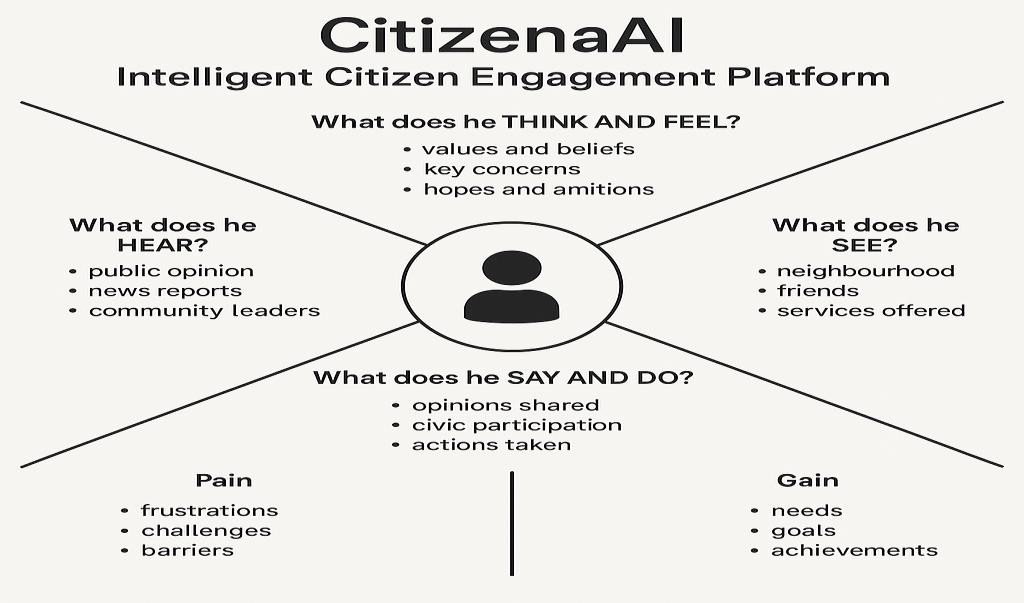 CitizenaAI
Intelligent Citizen Engagement Platform
What does he THINK AND FEEL?
• values and beliefs
• key concerns
• hopes and amitions
What does he
HEAR?
• public opinion
• news reports
• community leaders
What does he
SEE?
• neighbourhood
• friends
• services offered
What does he SAY AND DO?
• opinions shared
• civic participation
• actions taken
Pain
• frustrations
• challenges
• barriers
Gain
• needs
• goals
• achievements